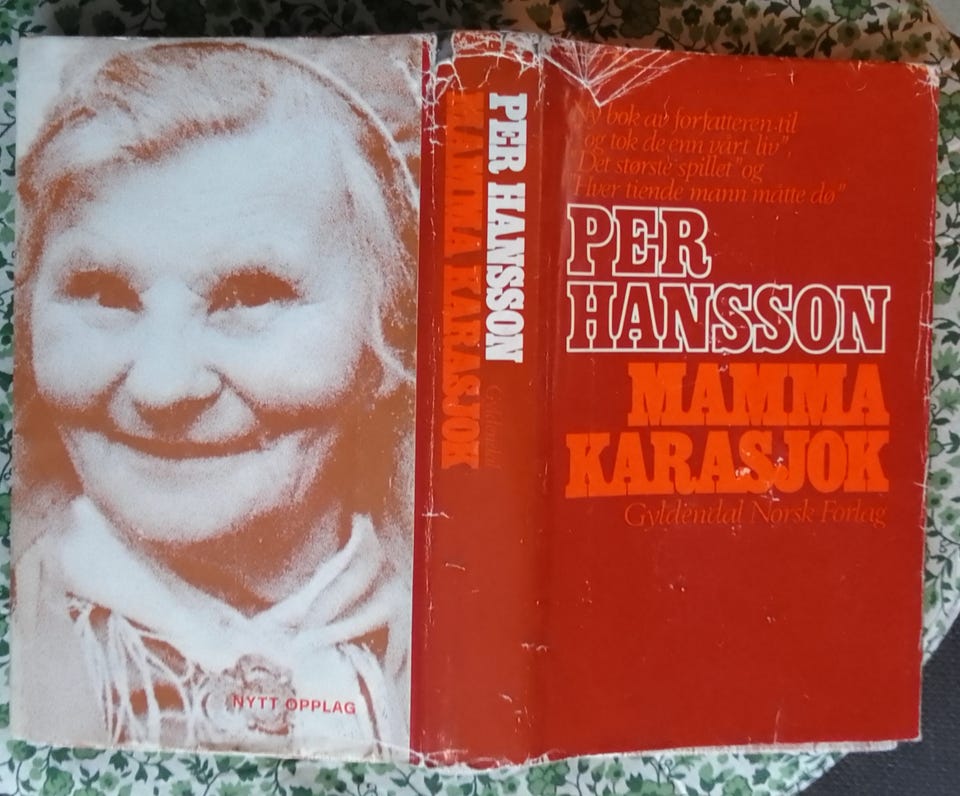 NYTT OPPLAG
PER HANSSON
MAMMA KARASJOK
Gyldendal
Ny bok av forfatteren til
og tok de enn vårt liv",
Det største spillet" og
Hver tiende mann måtte dø"
PER
HANSSON
MAMMA
KARASJOK
Gyldendal Norsk Forlag